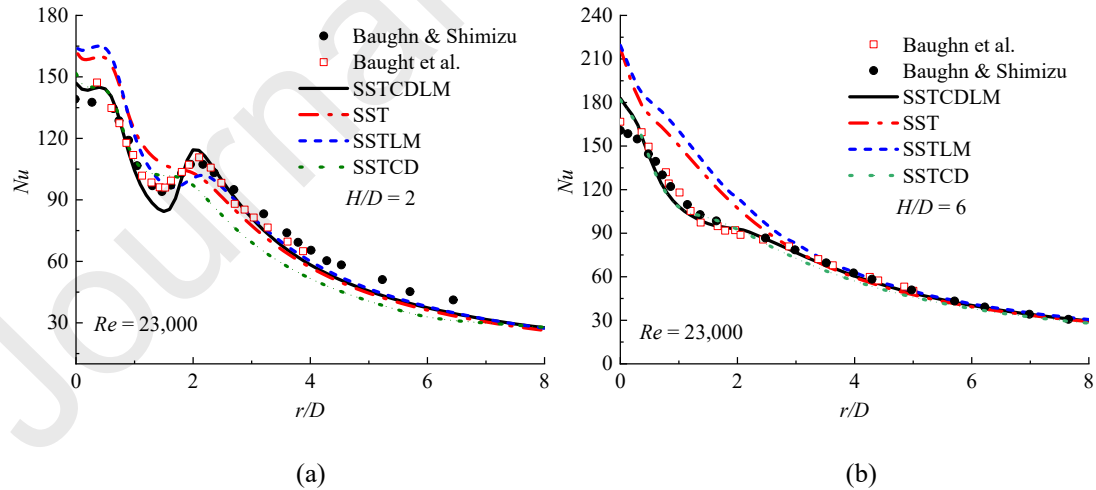 Journal
180
150
120
90
60
30
Nu
0 2 4 6 8
r/D
Baughn & Shimizu
Baught et al.
SSTCDLM
SST
SSTLM
SSTCD
H/D = 2
Re = 23,000
(a)
240
210
180
150
120
90
60
30
0
Nu
0 2 4 6 8
r/D
Baughn et al.
Baughn & Shimizu
SSTCDLM
SST
SSTLM
SSTCD
H/D = 6
Re = 23,000
(b)